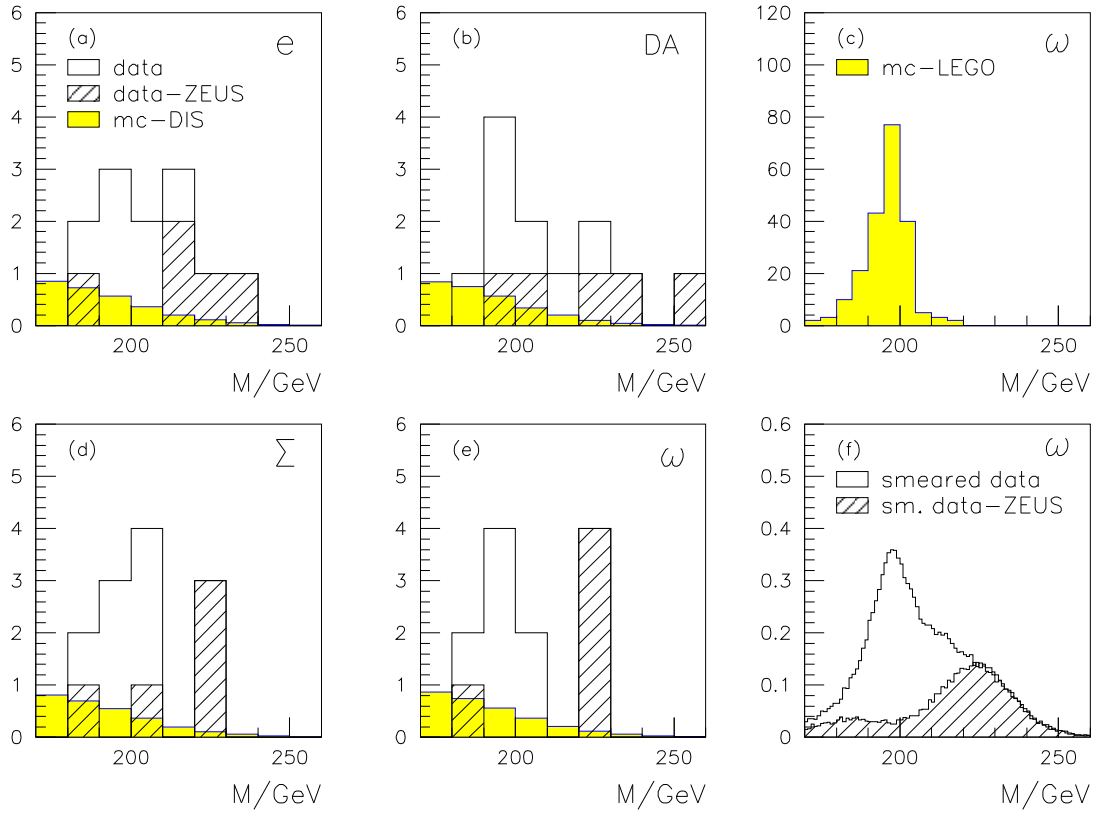 (a) e
data
data-ZEUS
mc-DIS
6
5
4
3
2
1
0
200 250
M/GeV
(b) DA
6
5
4
3
2
1
0
200 250
M/GeV
(c) ω
mc-LEGO
120
100
80
60
40
20
0
200 250
M/GeV
(d) Σ
6
5
4
3
2
1
0
200 250
M/GeV
(e) ω
6
5
4
3
2
1
0
200 250
M/GeV
(f) ω
smeared data
sm. data-ZEUS
0.6
0.5
0.4
0.3
0.2
0.1
0
200 250
M/GeV